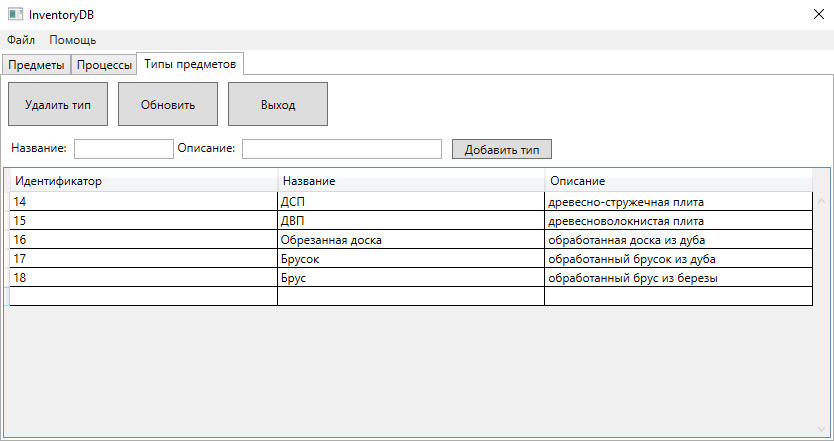 InventoryDB
Файл Помощь
Предметы Процессы Типы предметов
Удалить тип Обновить Выход
Название: Описание: Добавить тип
Идентификатор Название Описание
14 ДСП древесно-стружечная плита
15 ДВП древесноволокнистая плита
16 Обрезанная доска обработанная доска из дуба
17 Брусок обработанный брусок из дуба
18 Брус обработанный брус из березы